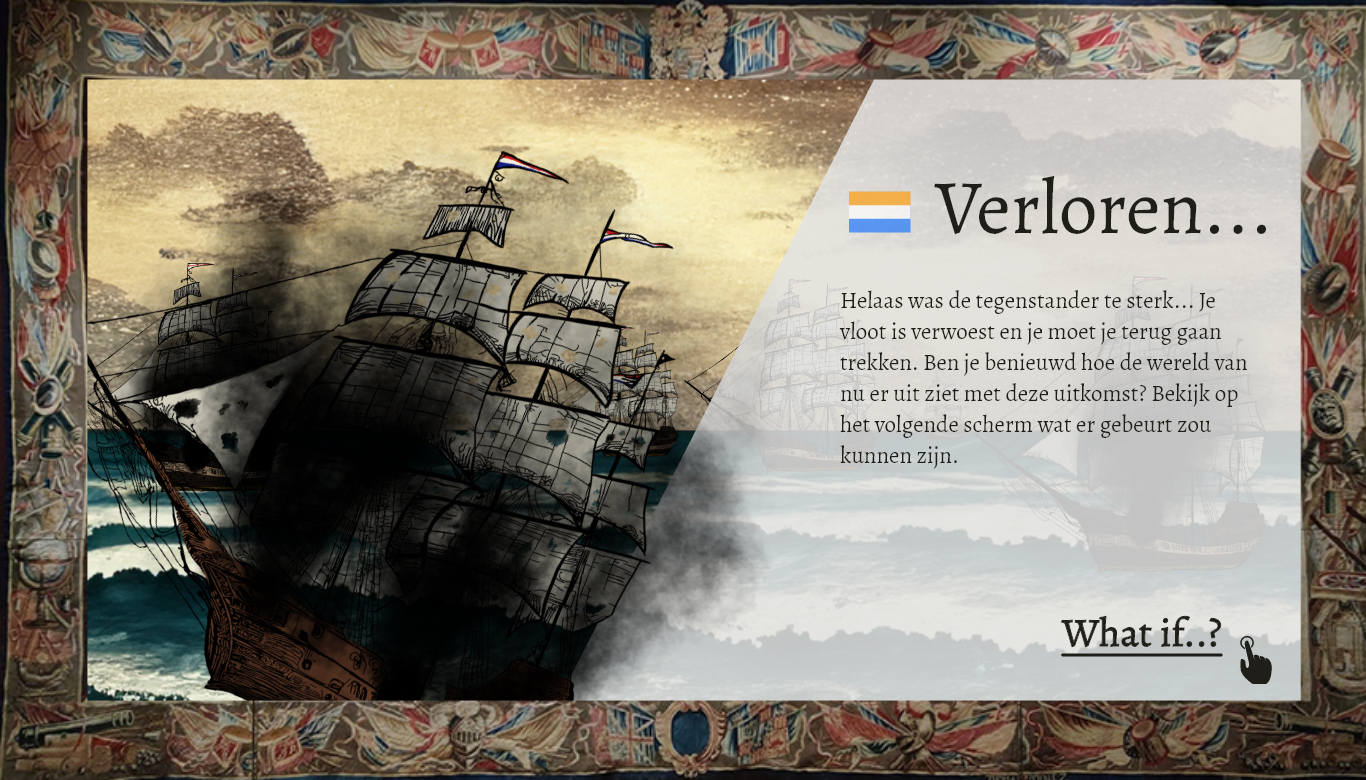 Verloren...
Helaas was de tegenstander te sterk... Je
vloot is verwoest en je moet je terug gaan
trekken. Ben je benieuwd hoe de wereld van
nu er uit ziet met deze uitkomst? Bekijk op
het volgende scherm wat er gebeurt zou
kunnen zijn.
What if..?